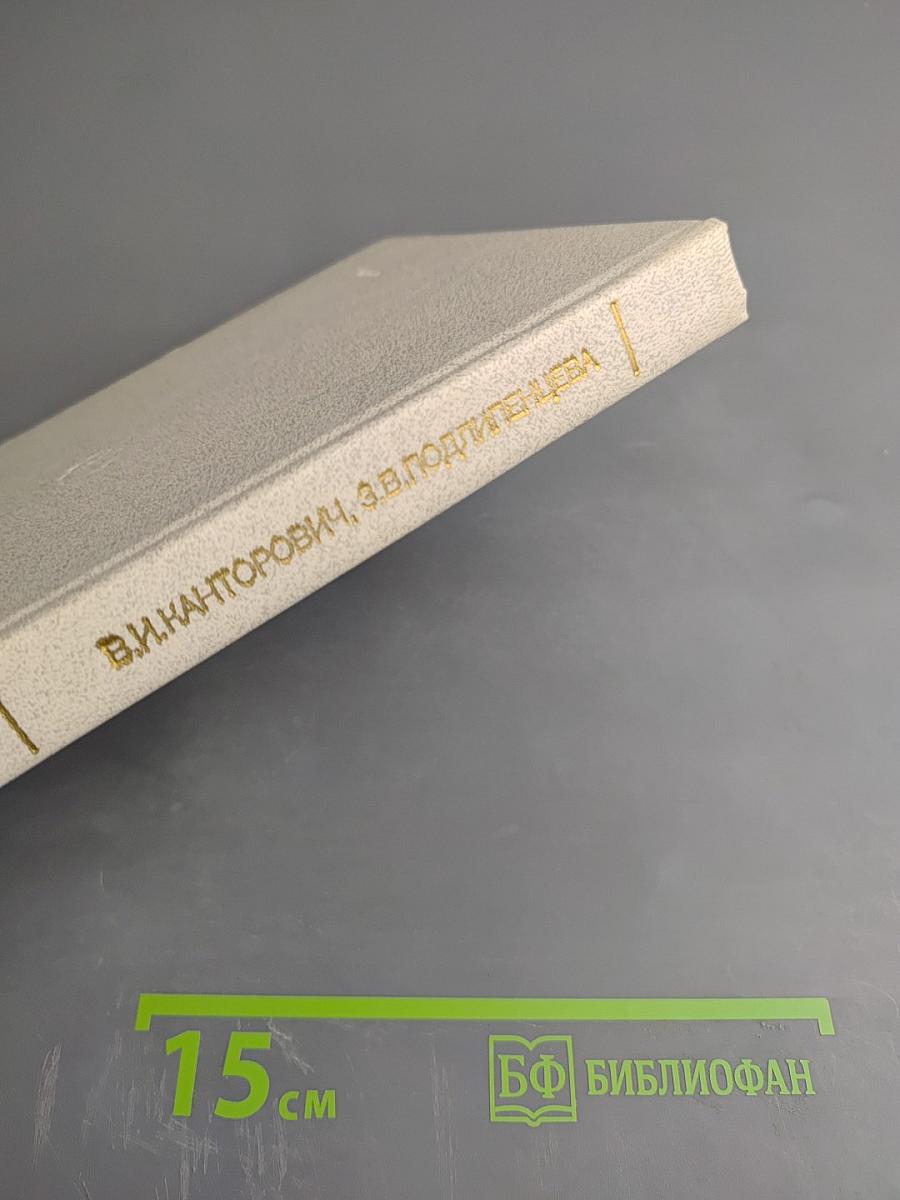 В.И.КАНТОРОВИЧ, З.В.ПОДЛИПЕНЦЕВА
15 см
БФ БИБЛИОФАН